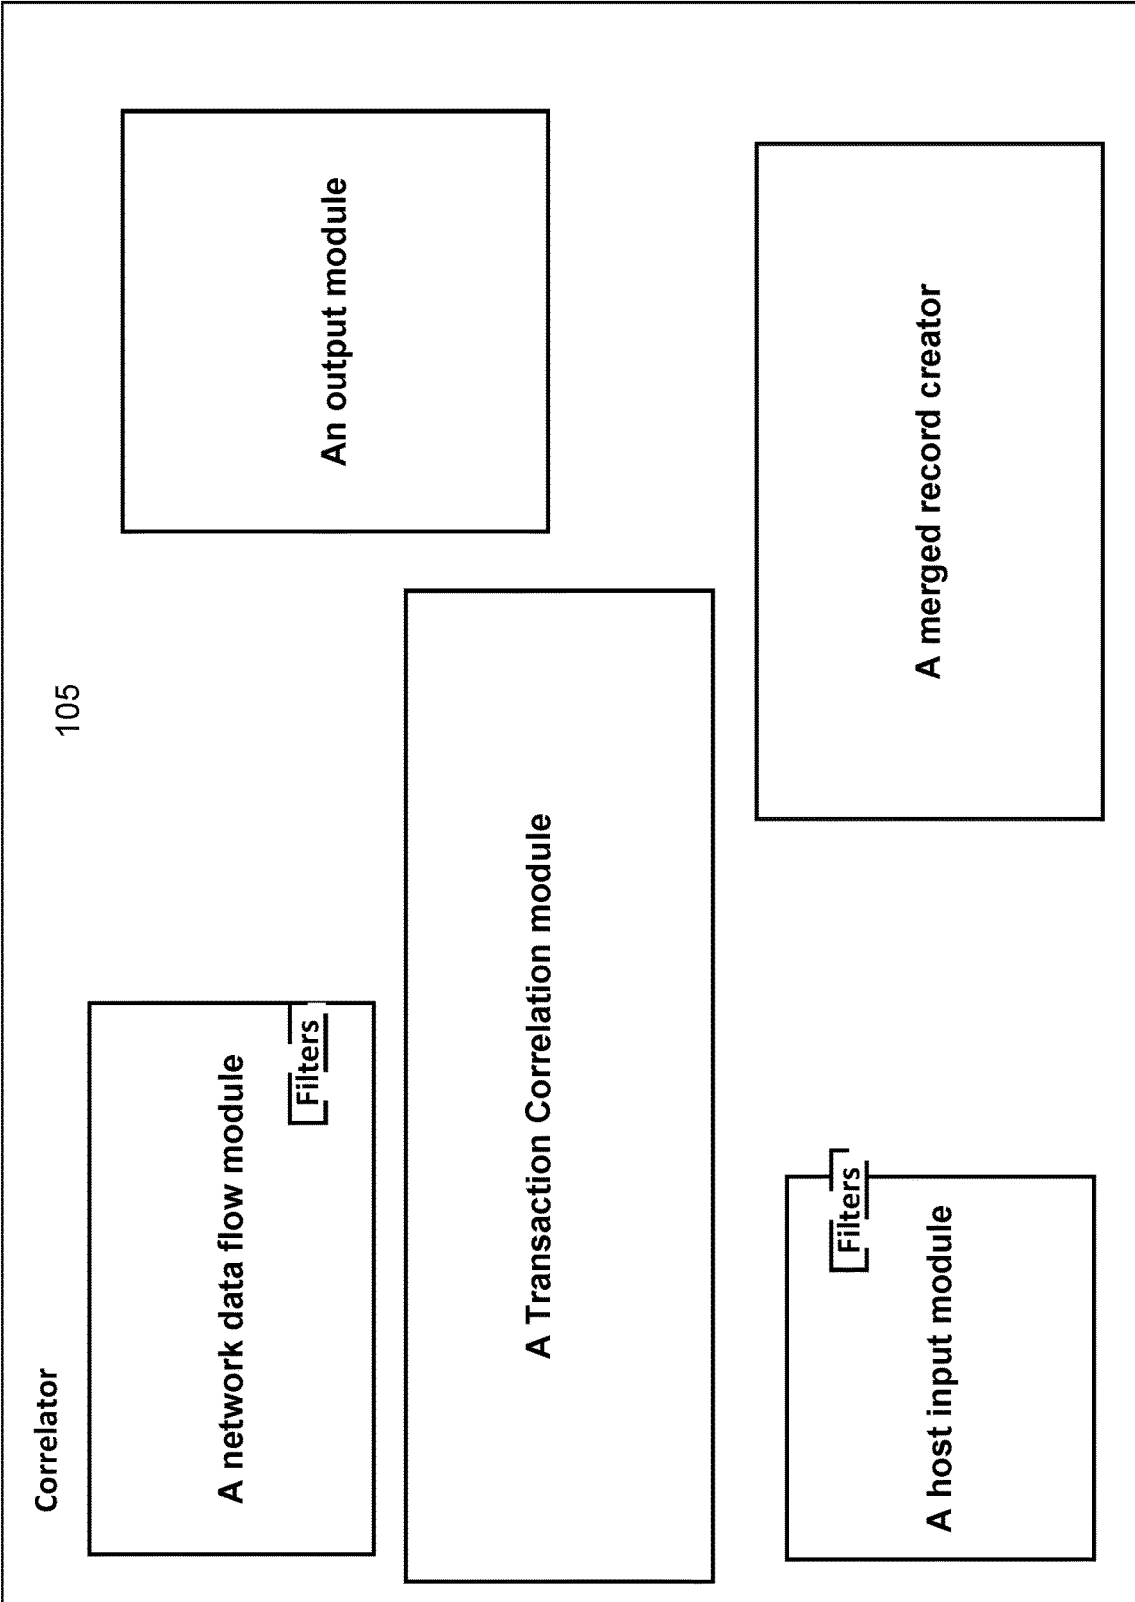 Correlator
105
A network data flow module
Filters
An output module
A Transaction Correlation module
A host input module
Filters
A merged record creator